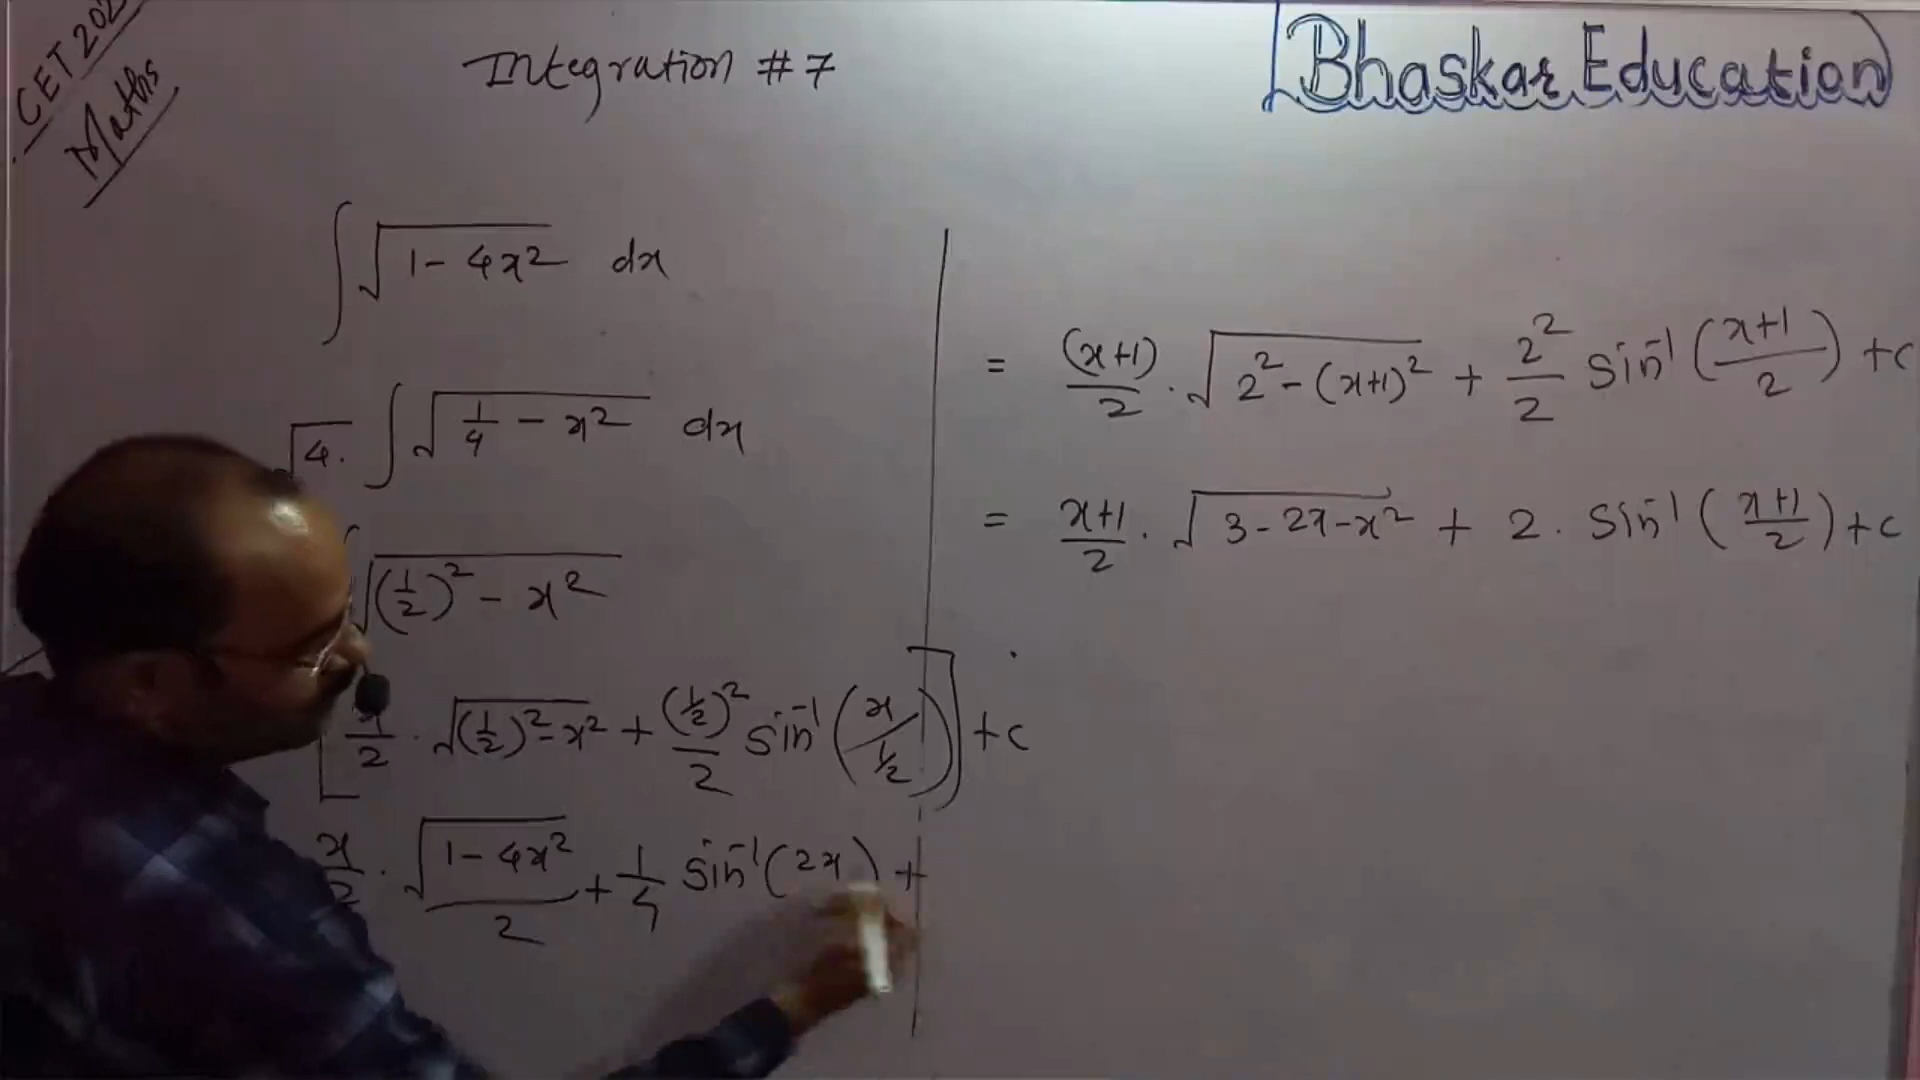 CET 202
Maths
Integration #7
Bhaskar Education
∫ √(1 - 4x²) dx
√4. ∫ √(1/4 - x²) dx
√((1/2)² - x²)
[x/2 . √((1/2)² - x²) + (1/2)²/2 sin⁻¹(x/(1/2))] + c
x/2 . √(1 - 4x²)/2 + 1/4 sin⁻¹(2x) +
= (x+1)/2 . √(2² - (x+1)²) + 2²/2 sin⁻¹((x+1)/2) + c
= x+1/2 . √(3 - 2x - x²) + 2 . sin⁻¹(x+1/2) + c